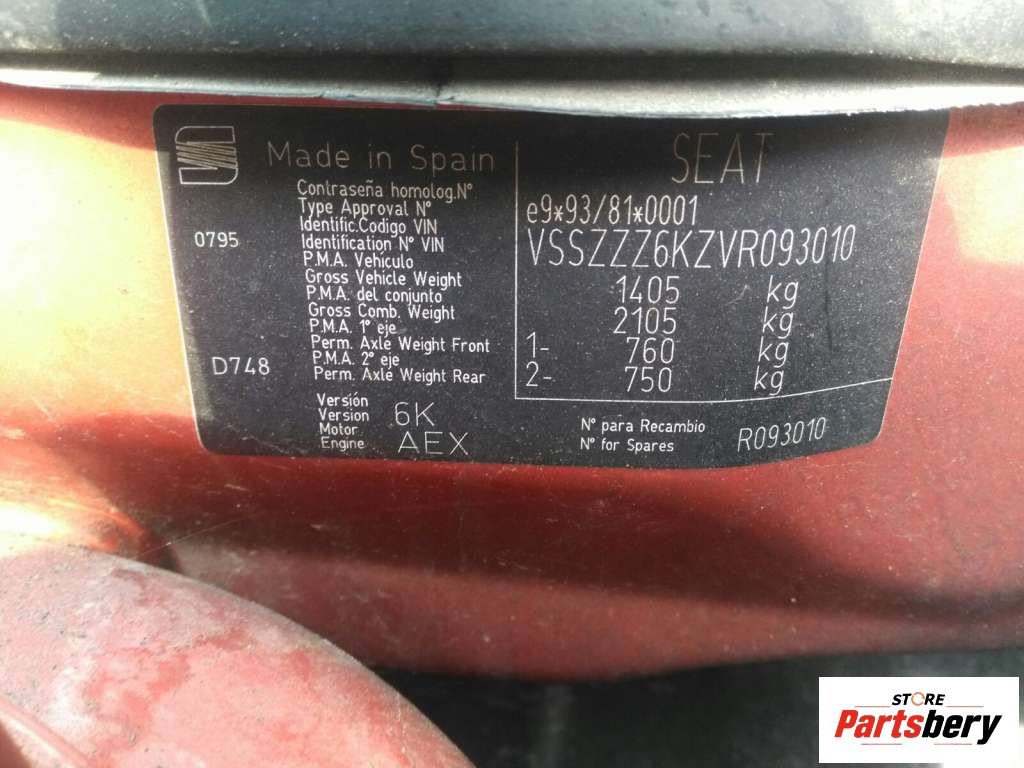 Made in Spain
SEAT
Contraseña homolog.Nº
Type Approval Nº
e9*93/81*0001
Identific.Codigo VIN
0795
Identification Nº VIN
VSSZZZ6KZVR093010
P.M.A. Vehículo
Gross Vehicle Weight
1405 kg
P.M.A. del conjunto
Gross Comb. Weight
2105 kg
P.M.A. 1º eje
Perm. Axle Weight Front
1- 760 kg
P.M.A. 2º eje
D748
Perm. Axle Weight Rear
2- 750 kg
Versión
Version
6K
Motor
Engine
AEX
Nº para Recambio
Nº for Spares
R093010
STORE
Partsbery